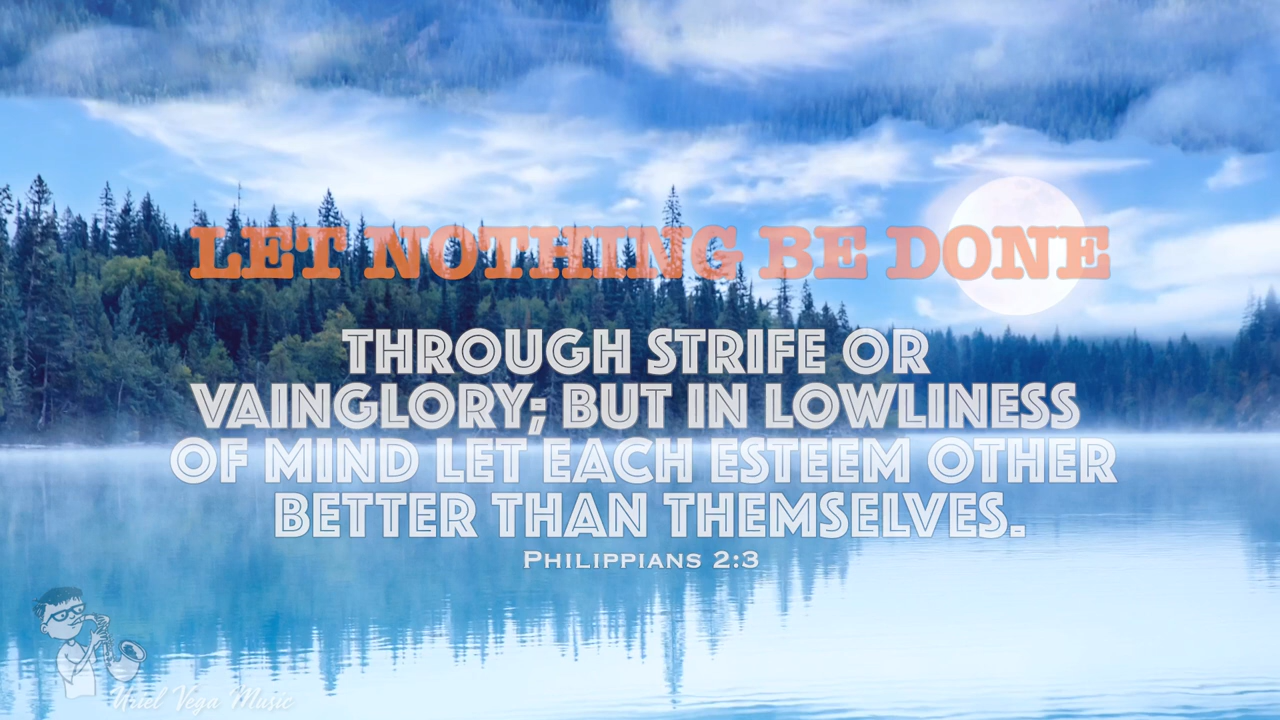 LET NOTHING BE DONE
THROUGH STRIFE OR
VAINGLORY; BUT IN LOWLINESS
OF MIND LET EACH ESTEEM OTHER
BETTER THAN THEMSELVES.
PHILIPPIANS 2:3
Uriel Vega Music